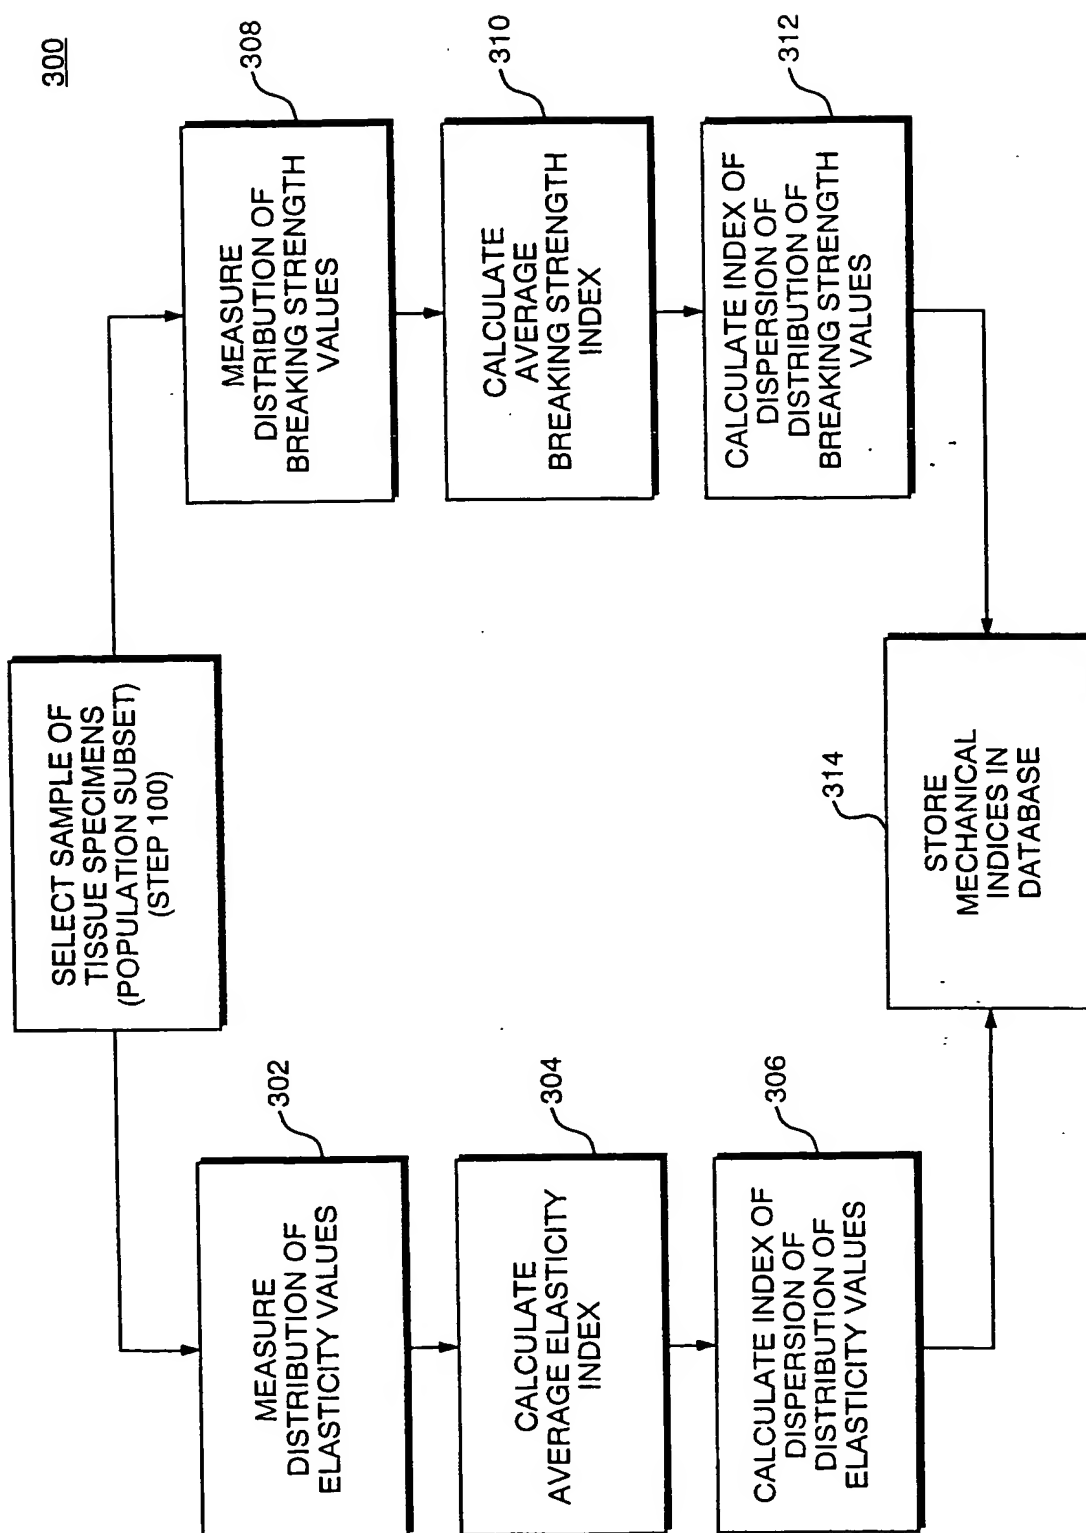 300
SELECT SAMPLE OF
TISSUE SPECIMENS
(POPULATION SUBSET)
(STEP 100)
302
MEASURE
DISTRIBUTION OF
ELASTICITY VALUES
304
CALCULATE
AVERAGE ELASTICITY
INDEX
306
CALCULATE INDEX OF
DISPERSION OF
DISTRIBUTION OF
ELASTICITY VALUES
308
MEASURE
DISTRIBUTION OF
BREAKING STRENGTH
VALUES
310
CALCULATE
AVERAGE
BREAKING STRENGTH
INDEX
312
CALCULATE INDEX OF
DISPERSION OF
DISTRIBUTION OF
BREAKING STRENGTH
VALUES
314
STORE
MECHANICAL
INDICES IN
DATABASE